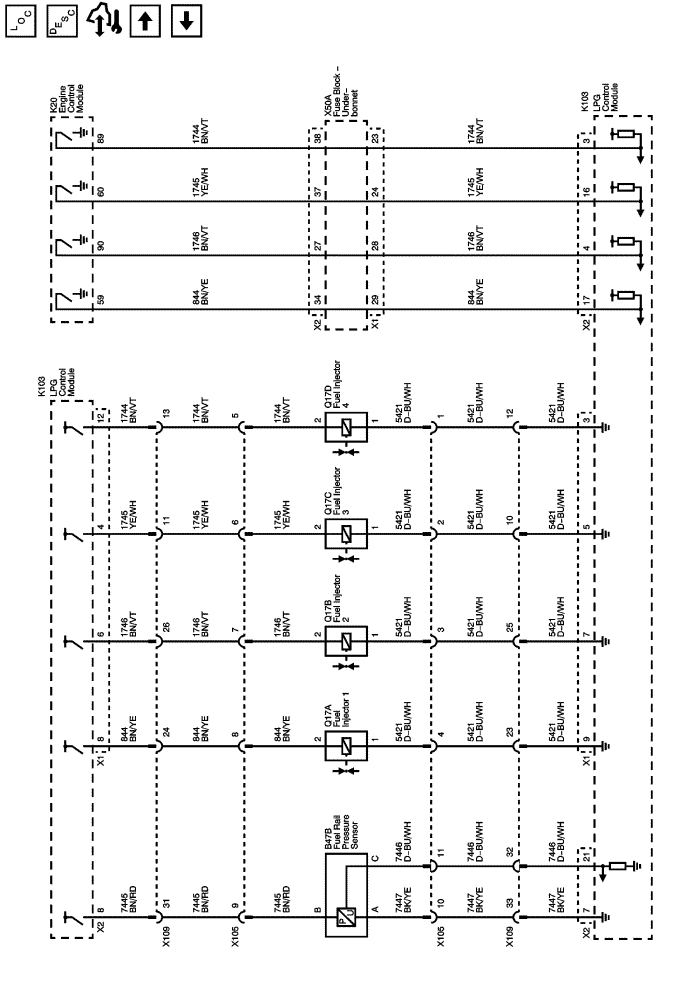 LOC
DESC
K20
Engine
Control
Module
X50A
Fuse Block –
Under–
bonnet
K103
LPG
Control
Module
89
1744
BN/VT
38
23
1744
BN/VT
3
60
1745
YE/WH
37
24
1745
YE/WH
16
90
1746
BN/VT
27
28
1746
BN/VT
4
59
844
BN/YE
34
29
844
BN/YE
17
X2
X1
X2
K103
LPG
Control
Module
Q17D
Fuel Injector
4
12
1744
BN/VT
13
1744
BN/VT
5
1744
BN/VT
2
1
5421
D–BU/WH
1
5421
D–BU/WH
12
5421
D–BU/WH
3
Q17C
Fuel Injector
3
4
1745
YE/WH
11
1745
YE/WH
6
1745
YE/WH
2
1
5421
D–BU/WH
2
5421
D–BU/WH
10
5421
D–BU/WH
5
Q17B
Fuel Injector
2
6
1746
BN/VT
26
1746
BN/VT
7
1746
BN/VT
2
1
5421
D–BU/WH
3
5421
D–BU/WH
25
5421
D–BU/WH
7
Q17A
Fuel
Injector 1
8
844
BN/YE
24
844
BN/YE
8
844
BN/YE
2
1
5421
D–BU/WH
4
5421
D–BU/WH
23
5421
D–BU/WH
9
X1
X1
B47B
Fuel Rail
Pressure
Sensor
C
7446
D–BU/WH
11
7446
D–BU/WH
32
7446
D–BU/WH
21
8
7445
BN/RD
31
7445
BN/RD
9
7445
BN/RD
B
P
U
A
7447
BK/YE
10
7447
BK/YE
33
7447
BK/YE
7
X2
X109
X105
X105
X109
X2